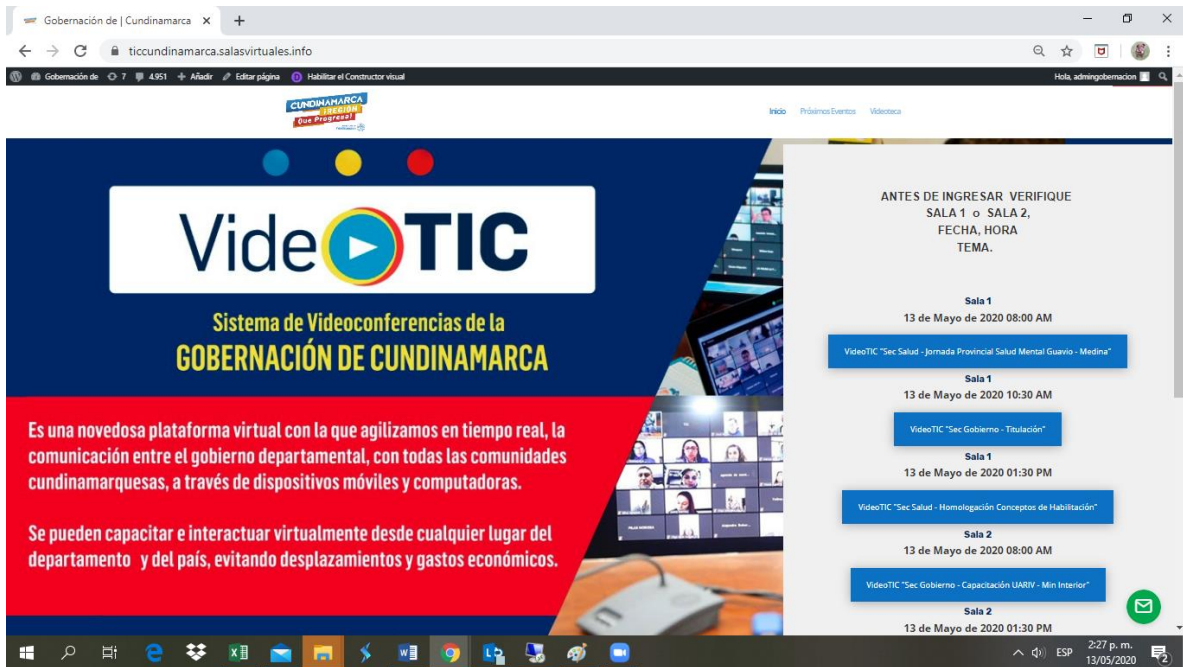 Gobernación de | Cundinamarca
ticcundinamarca.salasvirtuales.info
Gobernación de 7 4.951 Añadir Editar página Habilitar el Constructor visual Hola, admingobernacion
CUNDINAMARCA
¡REGIÓN
Que Progresa!
Inicio Próximos Eventos Videoteca
VideoTIC
Sistema de Videoconferencias de la
GOBERNACIÓN DE CUNDINAMARCA
Es una novedosa plataforma virtual con la que agilizamos en tiempo real, la
comunicación entre el gobierno departamental, con todas las comunidades
cundinamarquesas, a través de dispositivos móviles y computadoras.
Se pueden capacitar e interactuar virtualmente desde cualquier lugar del
departamento y del país, evitando desplazamientos y gastos económicos.
ANTES DE INGRESAR VERIFIQUE
SALA 1 o SALA 2,
FECHA, HORA
TEMA.
Sala 1
13 de Mayo de 2020 08:00 AM
VideoTIC "Sec Salud - Jornada Provincial Salud Mental Guavio - Medina"
Sala 1
13 de Mayo de 2020 10:30 AM
VideoTIC "Sec Gobierno - Titulación"
Sala 1
13 de Mayo de 2020 01:30 PM
VideoTIC "Sec Salud - Homologación Conceptos de Habilitación"
Sala 2
13 de Mayo de 2020 08:00 AM
VideoTIC "Sec Gobierno - Capacitación UARIV - Min Interior"
Sala 2
13 de Mayo de 2020 01:30 PM
ESP
2:27 p. m.
13/05/2020
2